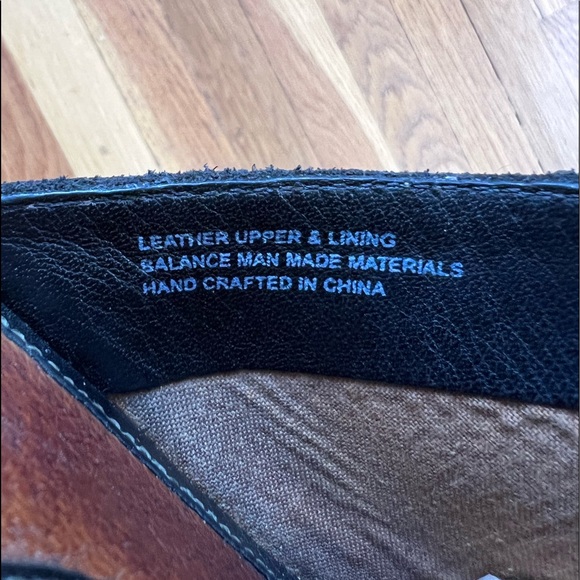 LEATHER UPPER & LINING
BALANCE MAN MADE MATERIALS
HAND CRAFTED IN CHINA